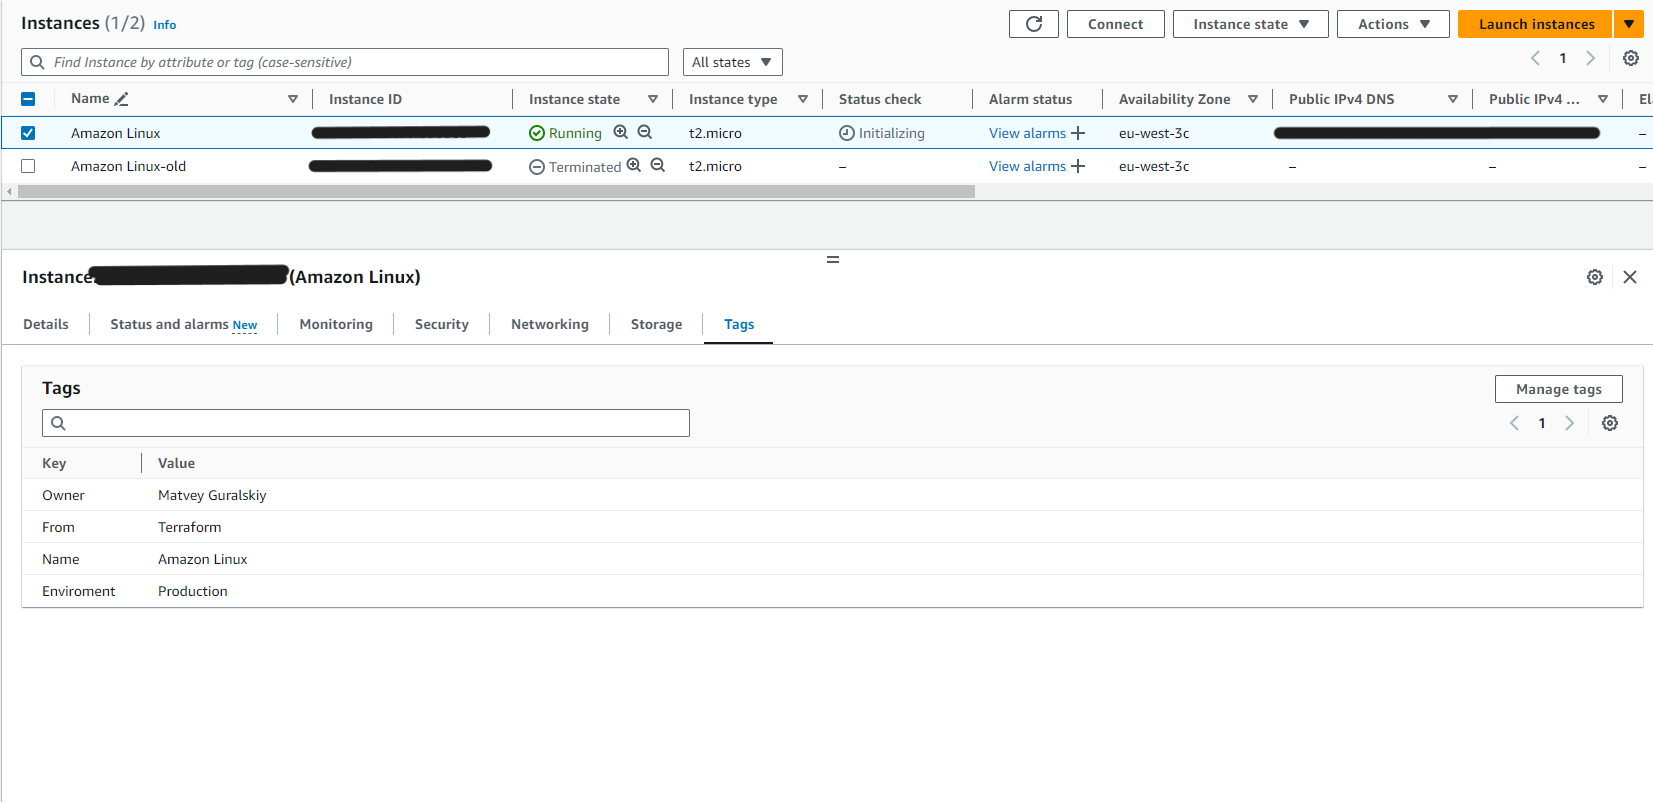 Instances (1/2) Info
Connect
Instance state
Actions
Launch instances
Find Instance by attribute or tag (case-sensitive)
All states
1
Name Instance ID Instance state Instance type Status check Alarm status Availability Zone Public IPv4 DNS Public IPv4 ... El
Amazon Linux Running t2.micro Initializing View alarms + eu-west-3c –
Amazon Linux-old Terminated t2.micro – View alarms + eu-west-3c – – –
Instance: (Amazon Linux)
Details Status and alarms New Monitoring Security Networking Storage Tags
Tags
Manage tags
1
Key Value
Owner Matvey Guralskiy
From Terraform
Name Amazon Linux
Enviroment Production